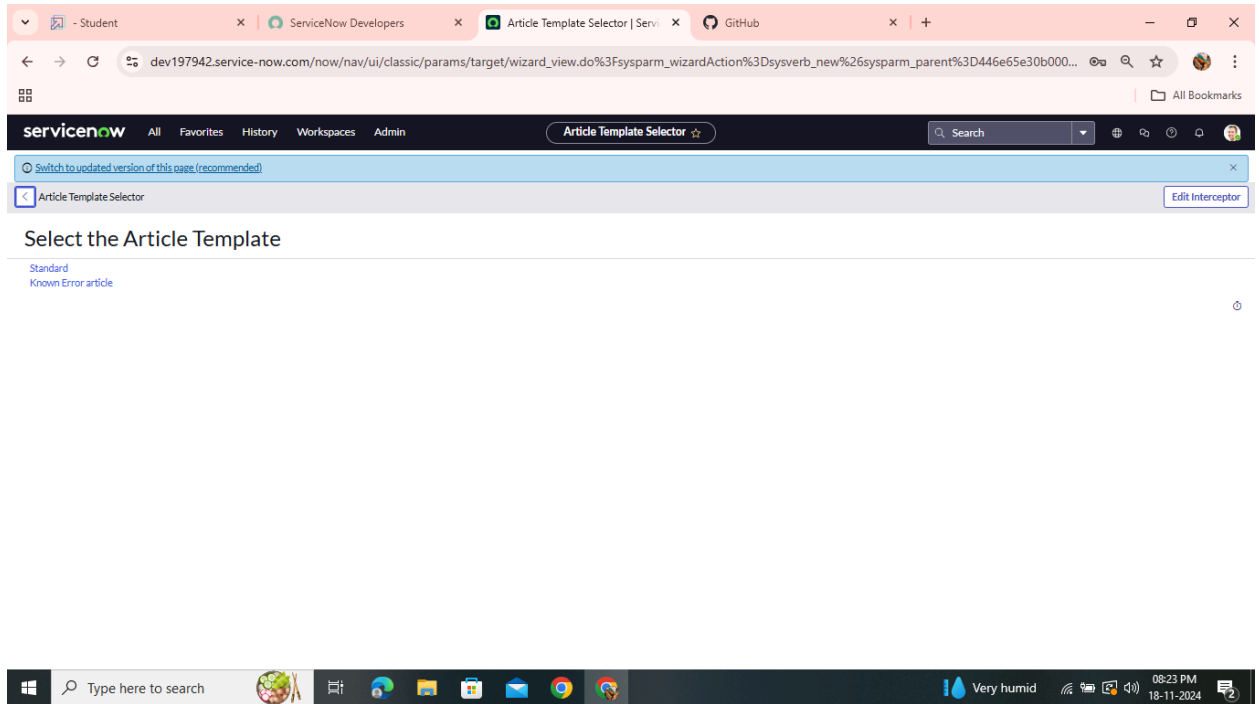 - Student
ServiceNow Developers
Article Template Selector | Servi
GitHub
dev197942.service-now.com/now/nav/ui/classic/params/target/wizard_view.do%3Fsysparm_wizardAction%3Dsysverb_new%26sysparm_parent%3D446e65e30b000...
All Bookmarks
servicenow All Favorites History Workspaces Admin Article Template Selector Search
Switch to updated version of this page (recommended)
Article Template Selector Edit Interceptor
Select the Article Template
Standard
Known Error article
Type here to search Very humid 08:23 PM
18-11-2024 2